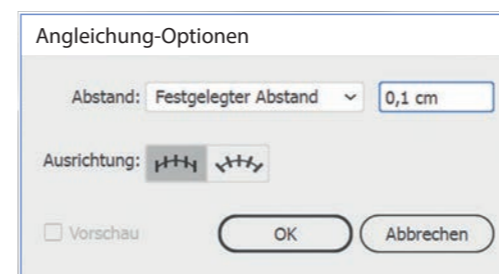 Angleichung-Optionen
Abstand: Festgelegter Abstand 0,1 cm
Ausrichtung:
Vorschau OK Abbrechen